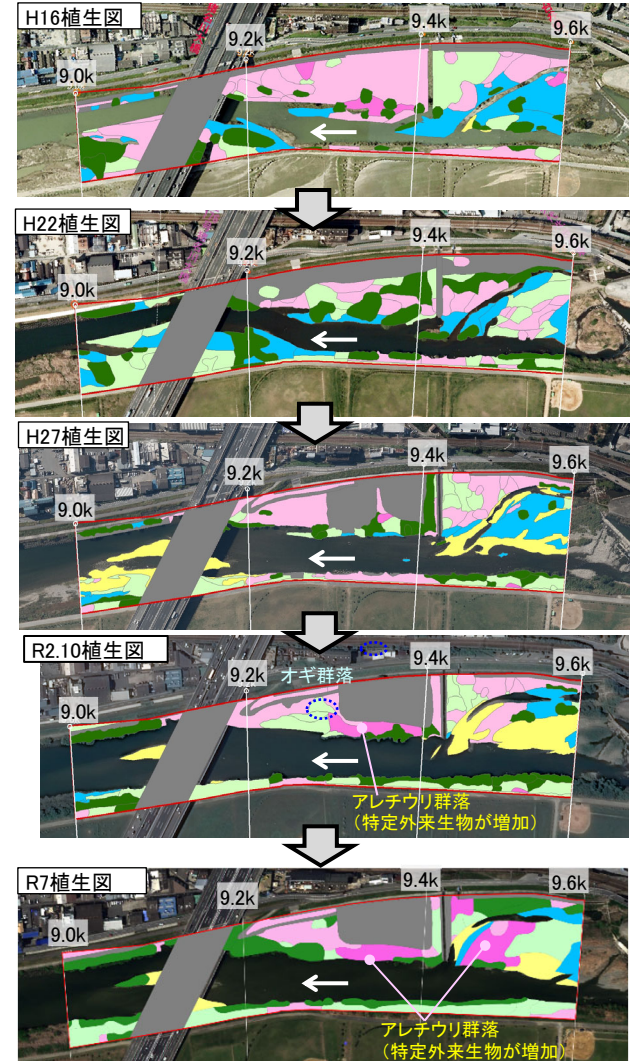 H16植生図
9.0k
9.2k
9.4k
9.6k
H22植生図
9.0k
9.2k
9.4k
9.6k
H27植生図
9.0k
9.2k
9.4k
9.6k
R2.10植生図
9.0k
9.2k
オギ群落
9.4k
9.6k
アレチウリ群落
（特定外来生物が増加）
R7植生図
9.0k
9.2k
9.4k
9.6k
アレチウリ群落
（特定外来生物が増加）